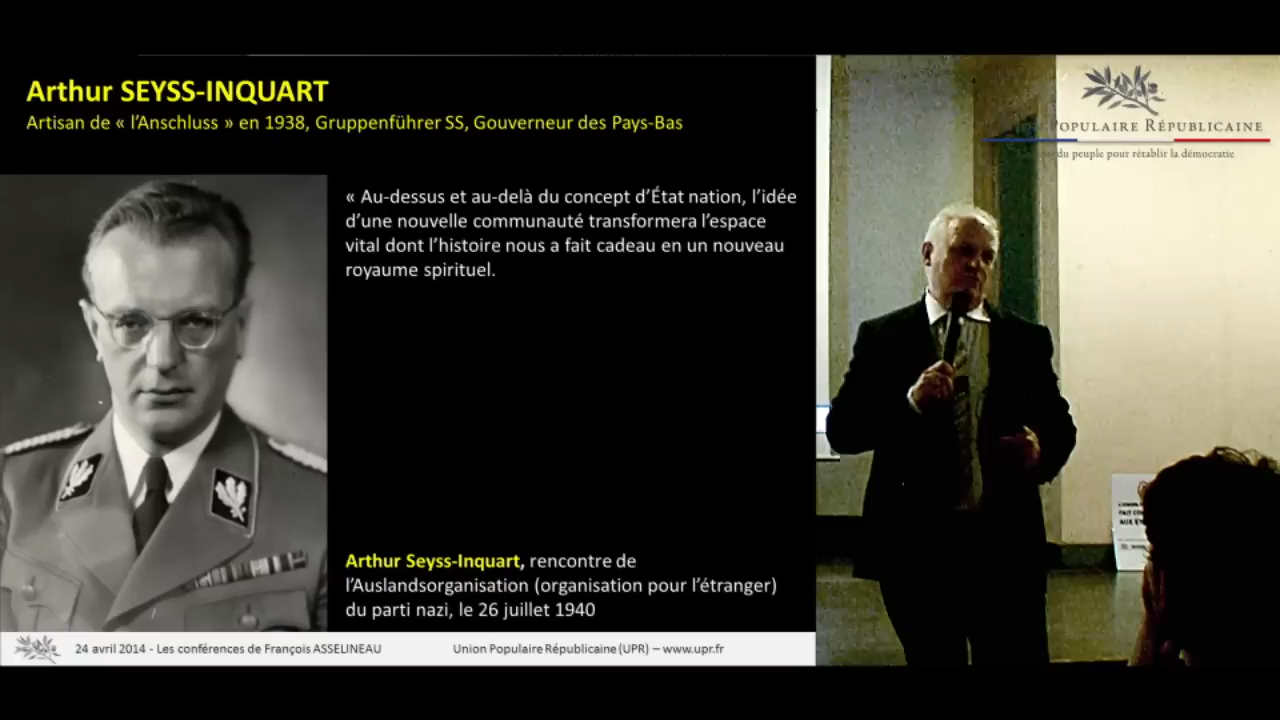 Arthur SEYSS-INQUART
Artisan de « l'Anschluss » en 1938, Gruppenführer SS, Gouverneur des Pays-Bas
« Au-dessus et au-delà du concept d'État nation, l'idée
d'une nouvelle communauté transformera l'espace
vital dont l'histoire nous a fait cadeau en un nouveau
royaume spirituel.
Arthur Seyss-Inquart, rencontre de
l'Auslandsorganisation (organisation pour l'étranger)
du parti nazi, le 26 juillet 1940
24 avril 2014 - Les conférences de François ASSELINEAU
Union Populaire Républicaine (UPR) – www.upr.fr
POPULAIRE RÉPUBLICAINE
du peuple pour rétablir la démocratie
AUX